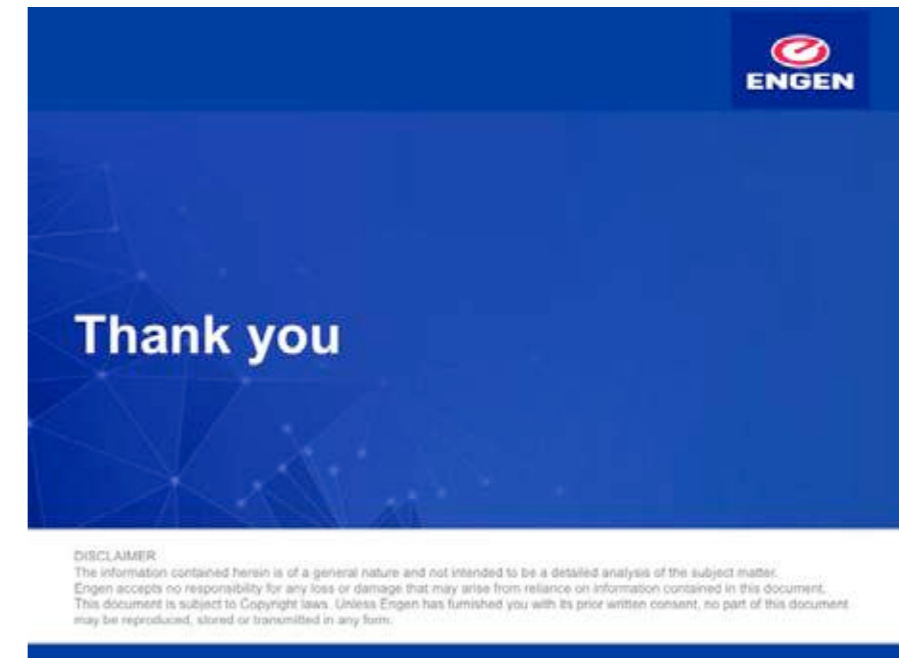 ENGEN
Thank you
DISCLAIMER
The information contained herein is of a general nature and not intended to be a detailed analysis of the subject matter.
Engen accepts no responsibility for any loss or damage that may arise from reliance on information contained in this document.
This document is subject to Copyright laws. Unless Engen has furnished you with its prior written consent, no part of this document
may be reproduced, stored or transmitted in any form.